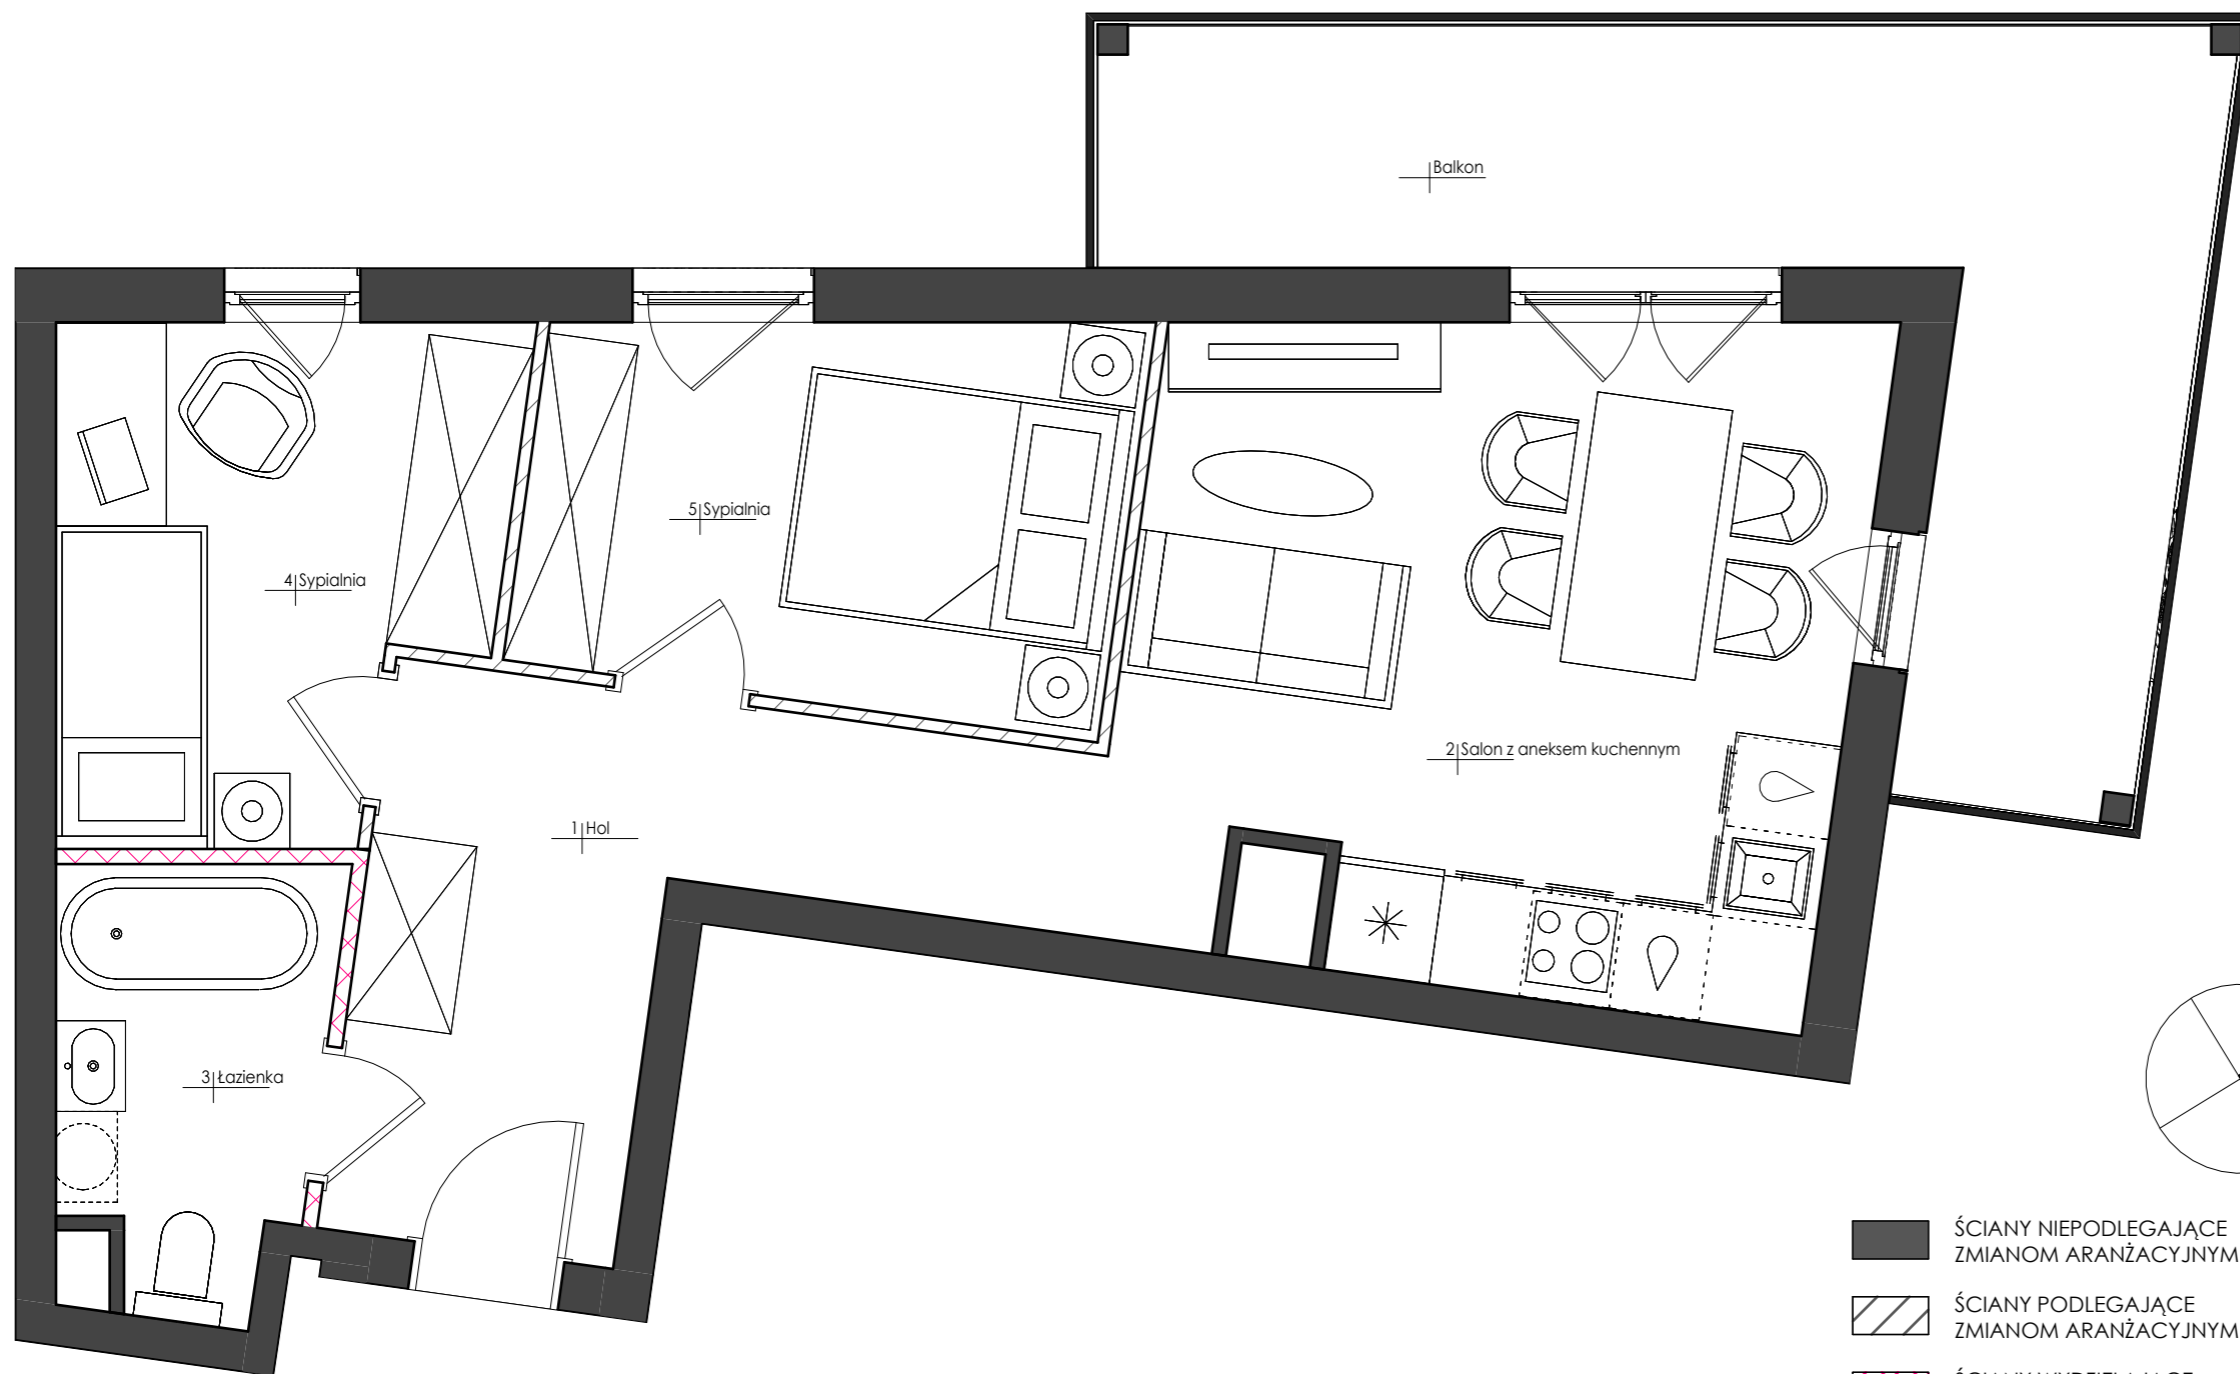 Balkon
5 Sypialnia
4 Sypialnia
2 Salon z aneksem kuchennym
1 Hol
3 Łazienka
ŚCIANY NIEPODLEGAJĄCE
ZMIANOM ARANŻACYJNYM
ŚCIANY PODLEGAJĄCE
ZMIANOM ARANŻACYJNYM